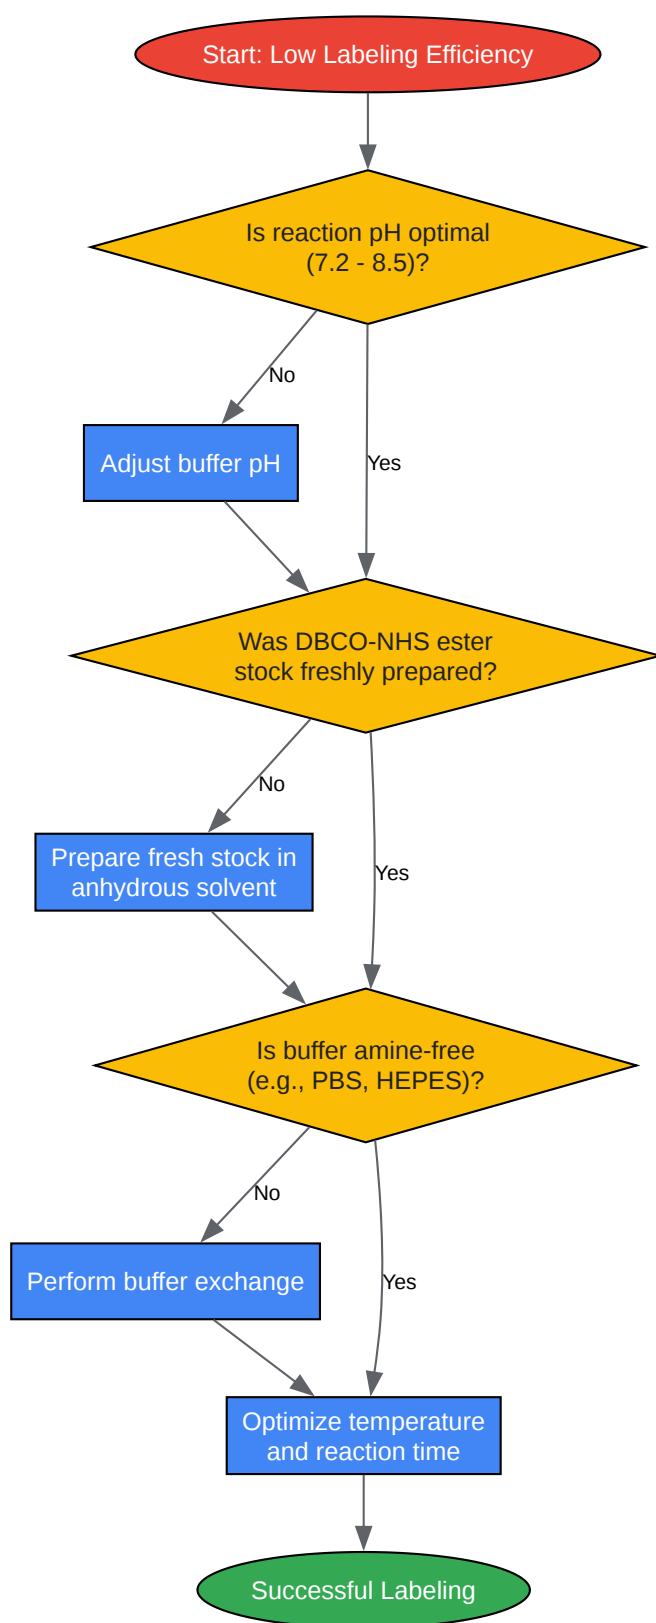 Start: Low Labeling Efficiency
Is reaction pH optimal
(7.2 - 8.5)?
No
Adjust buffer pH
Yes
Was DBCO-NHS ester
stock freshly prepared?
No
Prepare fresh stock in
anhydrous solvent
Yes
Is buffer amine-free
(e.g., PBS, HEPES)?
No
Perform buffer exchange
Yes
Optimize temperature
and reaction time
Successful Labeling